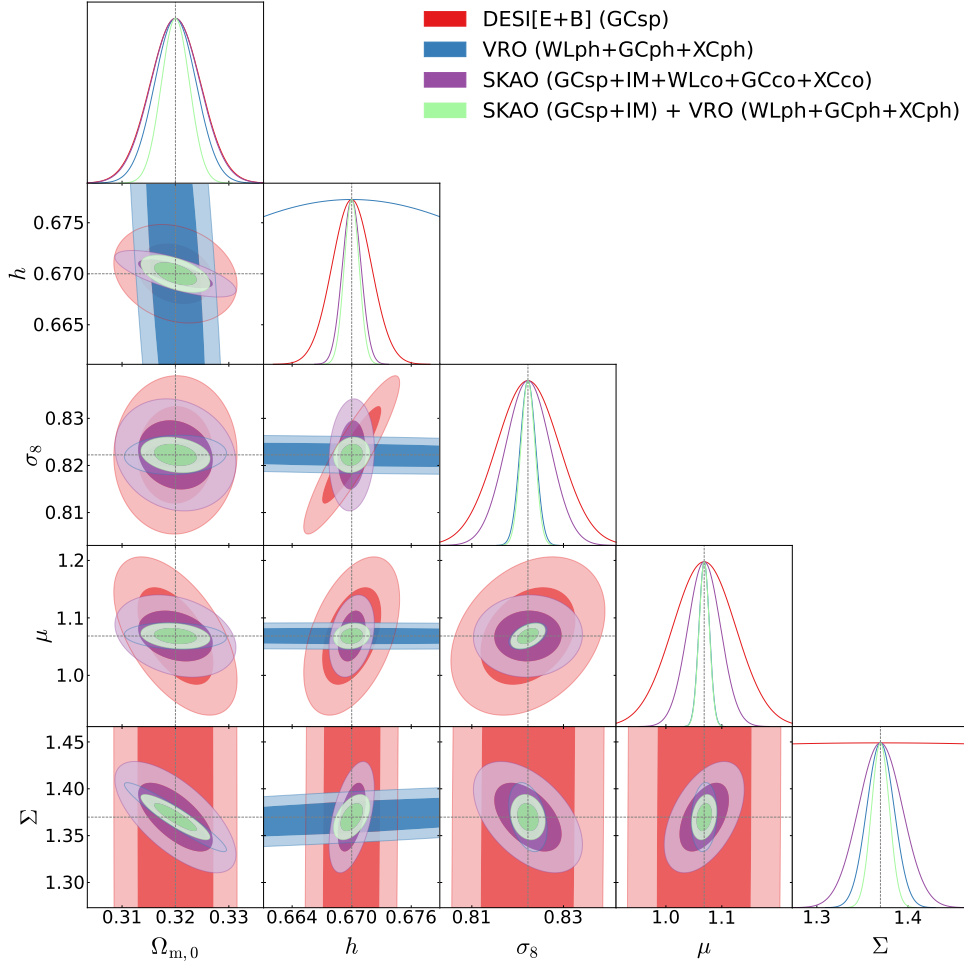 DESI[E+B] (GCsp)
VRO (WLph+GCph+XCph)
SKAO (GCsp+IM+WLco+GCco+XCco)
SKAO (GCsp+IM) + VRO (WLph+GCph+XCph)
0.675
0.670
0.665
h
0.83
0.82
0.81
σ8
1.2
1.1
1.0
μ
1.45
1.40
1.35
1.30
Σ
0.31 0.32 0.33 0.664 0.670 0.676 0.81 0.83 1.0 1.1 1.3 1.4
Ωm,0 h σ8 μ Σ